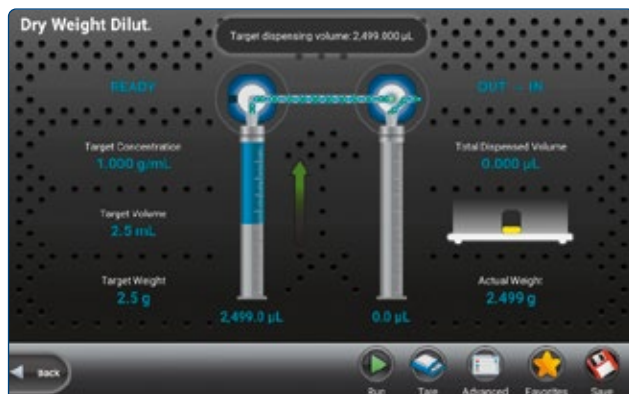 Dry Weight Dilut.
Target dispensing volume: 2,499.000 µL
READY
OUT → IN
Target Concentration
1.000 g/mL
Total Dispensed Volume
0.000 µL
Target Volume
2.5 mL
Target Weight
2.5 g
Actual Weight
2.499 g
2,499.0 µL
0.0 µL
Back
Run
Tare
Advanced
Favorites
Save